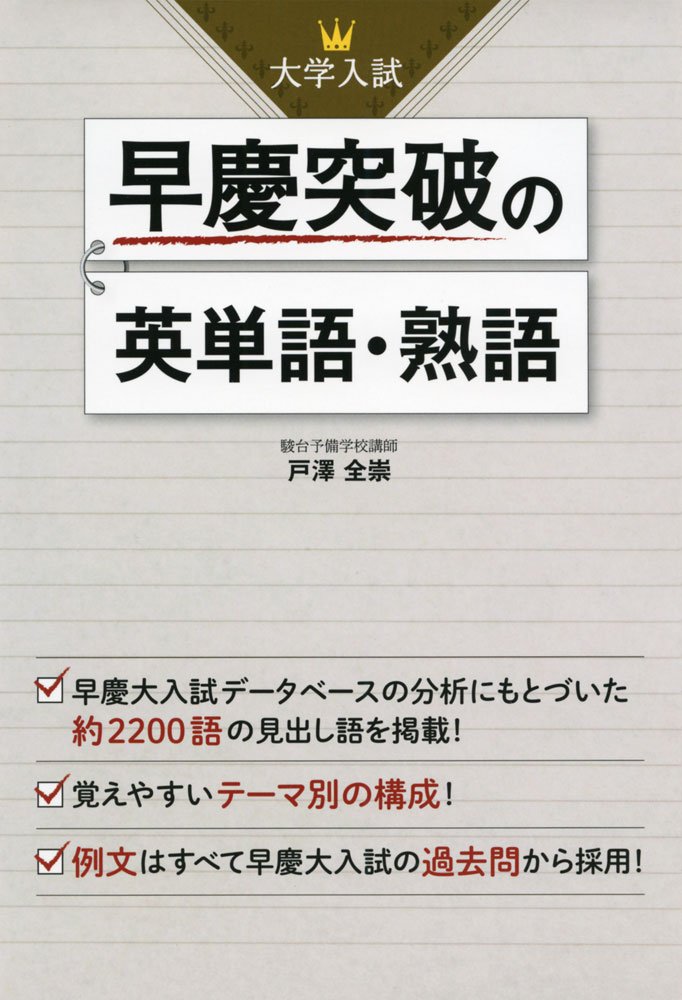 大学入試
早慶突破の
英単語・熟語
駿台予備学校講師
戸澤 全崇
早慶大入試データベースの分析にもとづいた
約2200語の見出し語を掲載!
覚えやすいテーマ別の構成!
例文はすべて早慶大入試の過去問から採用!